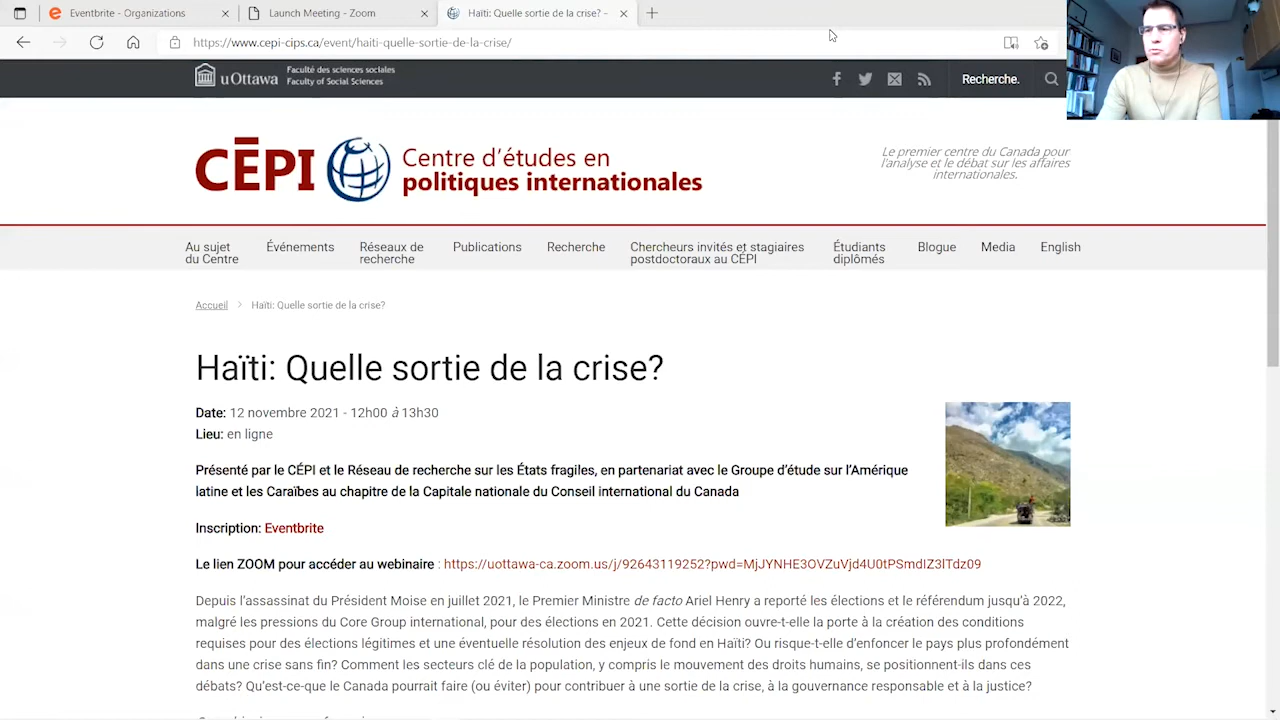 Eventbrite - Organizations
Launch Meeting - Zoom
Haïti: Quelle sortie de la crise? -
https://www.cepi-cips.ca/event/haiti-quelle-sortie-de-la-crise/
uOttawa
Faculté des sciences sociales
Faculty of Social Sciences
Recherche.
CĒPI
Centre d'études en
politiques internationales
Le premier centre du Canada pour
l'analyse et le débat sur les affaires
internationales.
Au sujet
du Centre
Événements
Réseaux de
recherche
Publications
Recherche
Chercheurs invités et stagiaires
postdoctoraux au CÉPI
Étudiants
diplômés
Blogue
Media
English
Accueil > Haïti: Quelle sortie de la crise?
Haïti: Quelle sortie de la crise?
Date: 12 novembre 2021 - 12h00 à 13h30
Lieu: en ligne
Présenté par le CÉPI et le Réseau de recherche sur les États fragiles, en partenariat avec le Groupe d'étude sur l'Amérique
latine et les Caraïbes au chapitre de la Capitale nationale du Conseil international du Canada
Inscription: Eventbrite
Le lien ZOOM pour accéder au webinaire : https://uottawa-ca.zoom.us/j/92643119252?pwd=MjJYNHE3OVZuVjd4U0tPSmdIZ3lTdz09
Depuis l'assassinat du Président Moise en juillet 2021, le Premier Ministre de facto Ariel Henry a reporté les élections et le référendum jusqu'à 2022,
malgré les pressions du Core Group international, pour des élections en 2021. Cette décision ouvre-t-elle la porte à la création des conditions
requises pour des élections légitimes et une éventuelle résolution des enjeux de fond en Haïti? Ou risque-t-elle d'enfoncer le pays plus profondément
dans une crise sans fin? Comment les secteurs clé de la population, y compris le mouvement des droits humains, se positionnent-ils dans ces
débats? Qu'est-ce-que le Canada pourrait faire (ou éviter) pour contribuer à une sortie de la crise, à la gouvernance responsable et à la justice?